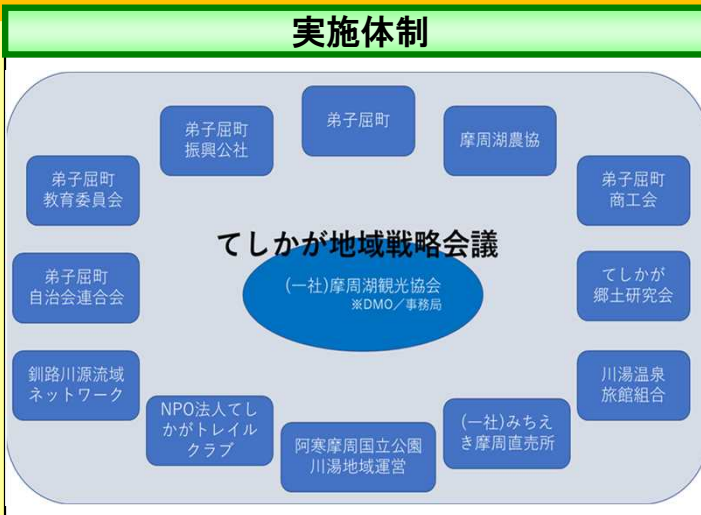 実施体制
弟子屈町
弟子屈町
振興公社
摩周湖農協
弟子屈町
教育委員会
弟子屈町
商工会
てしかが地域戦略会議
(一社)摩周湖観光協会
※DMO／事務局
弟子屈町
自治会連合会
てしかが
郷土研究会
釧路川源流域
ネットワーク
川湯温泉
旅館組合
NPO法人てし
かがトレイル
クラブ
(一社)みちえ
き摩周直売所
阿寒摩周国立公園
川湯地域運営